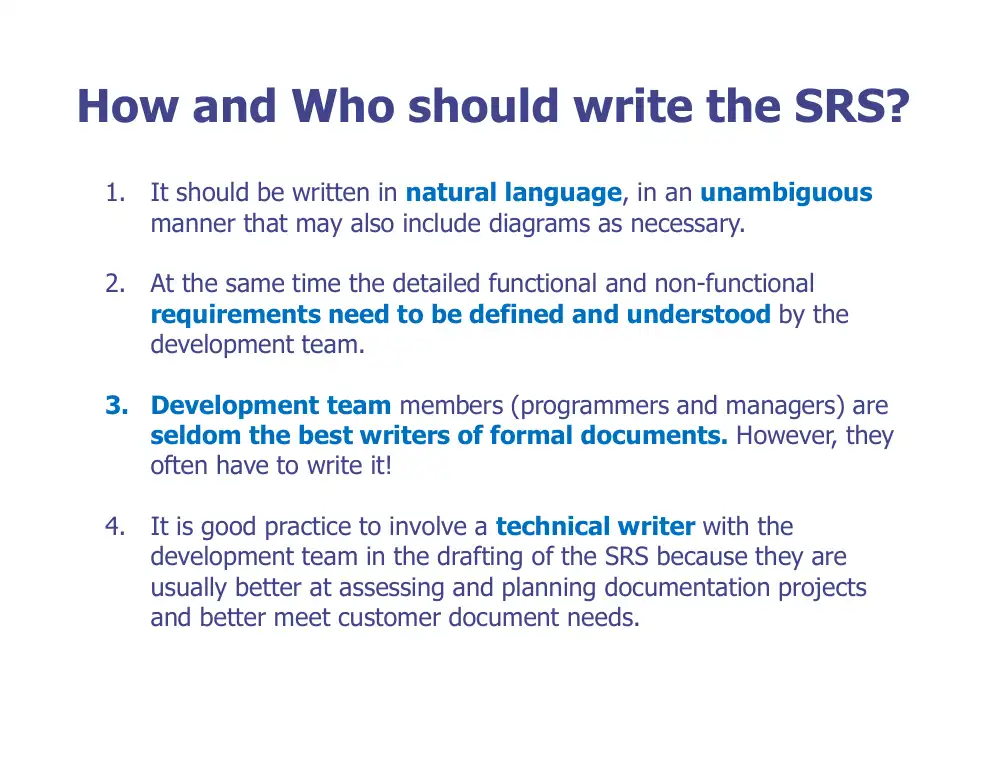 How and Who should write the SRS?
1. It should be written in natural language, in an unambiguous
manner that may also include diagrams as necessary.
2. At the same time the detailed functional and non-functional
requirements need to be defined and understood by the
development team.
3. Development team members (programmers and managers) are
seldom the best writers of formal documents. However, they
often have to write it!
4. It is good practice to involve a technical writer with the
development team in the drafting of the SRS because they are
usually better at assessing and planning documentation projects
and better meet customer document needs.